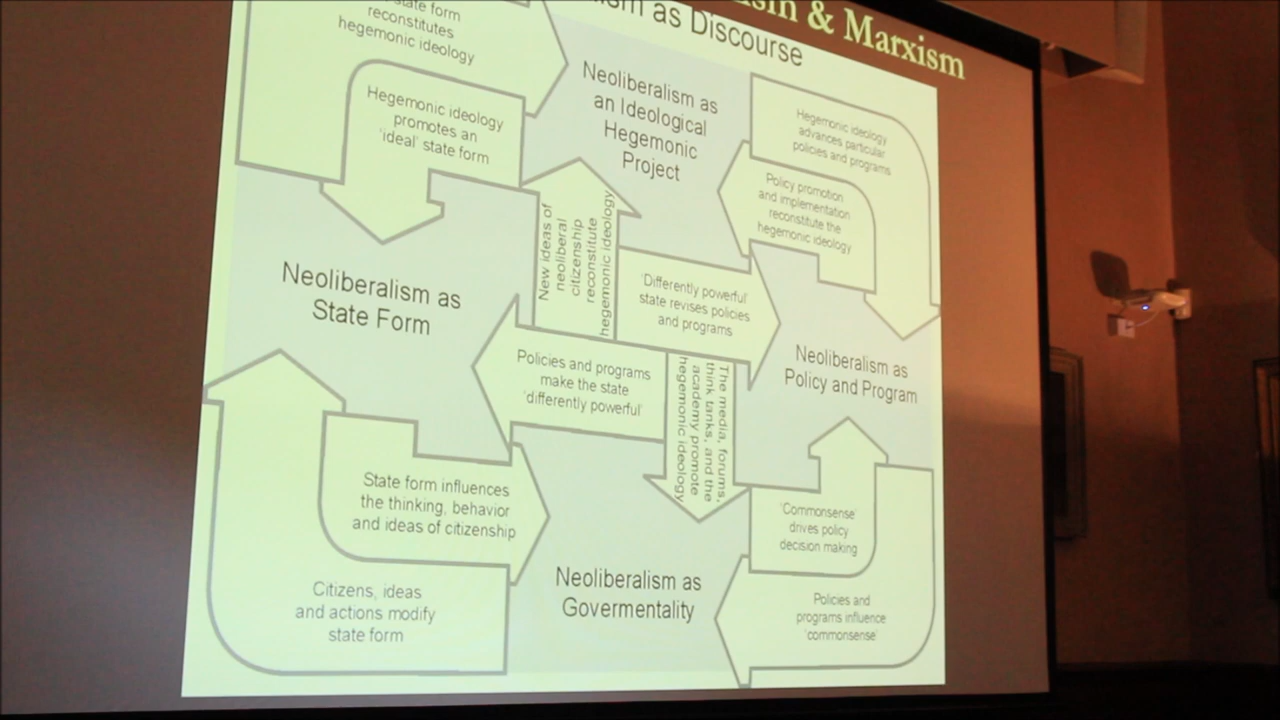 & Marxism
as Discourse
state form
reconstitutes
hegemonic ideology
Hegemonic ideology
promotes an
'ideal' state form
Neoliberalism as
an Ideological
Hegemonic
Project
Hegemonic ideology
advances particular
policies and programs
Policy promotion
and implementation
reconstitute the
hegemonic ideology
New ideas of
neoliberal
citizenship
reconstitute
hegemonic ideology
Neoliberalism as
State Form
'Differently powerful'
state revises policies
and programs
Policies and programs
make the state
'differently powerful'
Neoliberalism as
Policy and Program
The media, forums,
think tanks, and the
academy promote
hegemonic ideology
State form influences
the thinking, behavior
and ideas of citizenship
Citizens, ideas
and actions modify
state form
Neoliberalism as
Govermentality
'Commonsense'
drives policy
decision making
Policies and
programs influence
'commonsense'